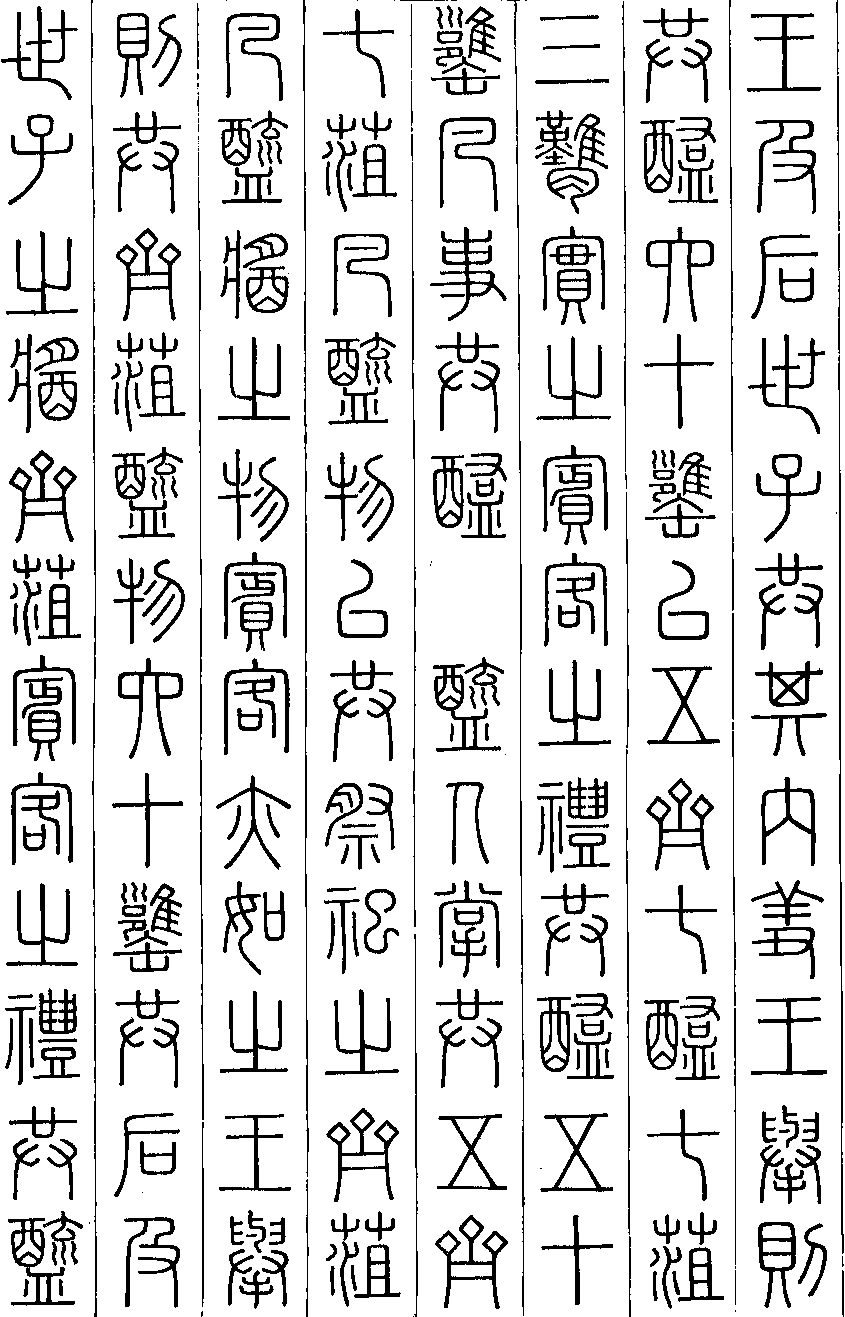 王及后世子共其內羞王舉則
共醢六十罋以五齊七醢七菹
三臡實之賓客之禮共醢五十
罋凡事共醢　醯人掌共五齊
七菹凡醯物以共祭祀之齊菹
凡醯醬之物賓客亦如之王舉
則共齊菹醯物六十罋共后及
世子之醬齊菹賓客之禮共醯